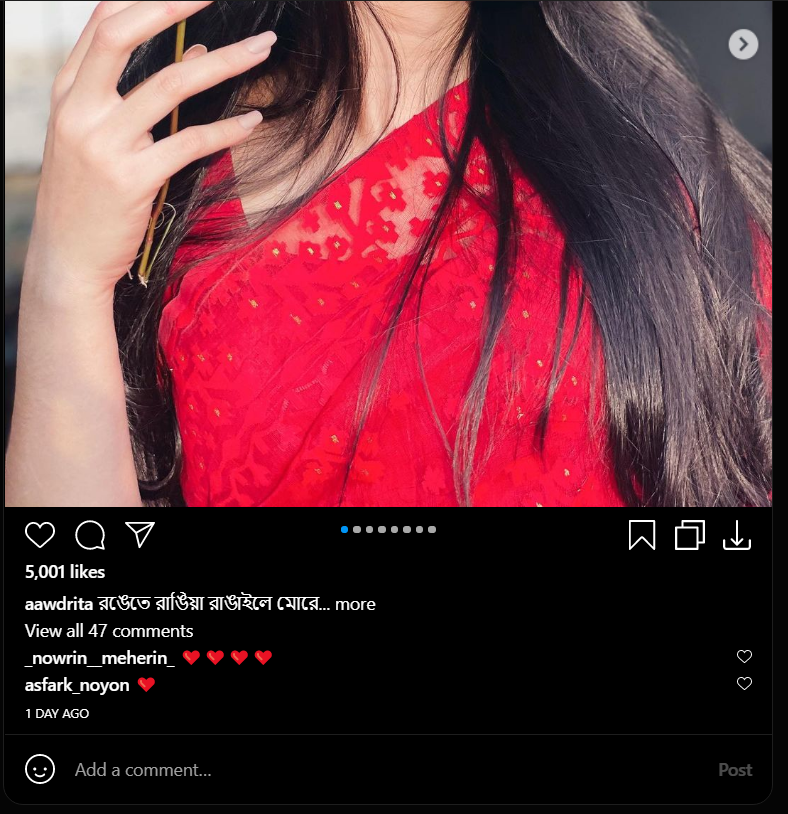 5,001 likes
aawdrita রঙেতে রাঙিয়া রাঙাইলে মোরে... more
View all 47 comments
_nowrin__meherin_ ❤️ ❤️ ❤️ ❤️
asfark_noyon ❤️
1 DAY AGO
Add a comment... Post